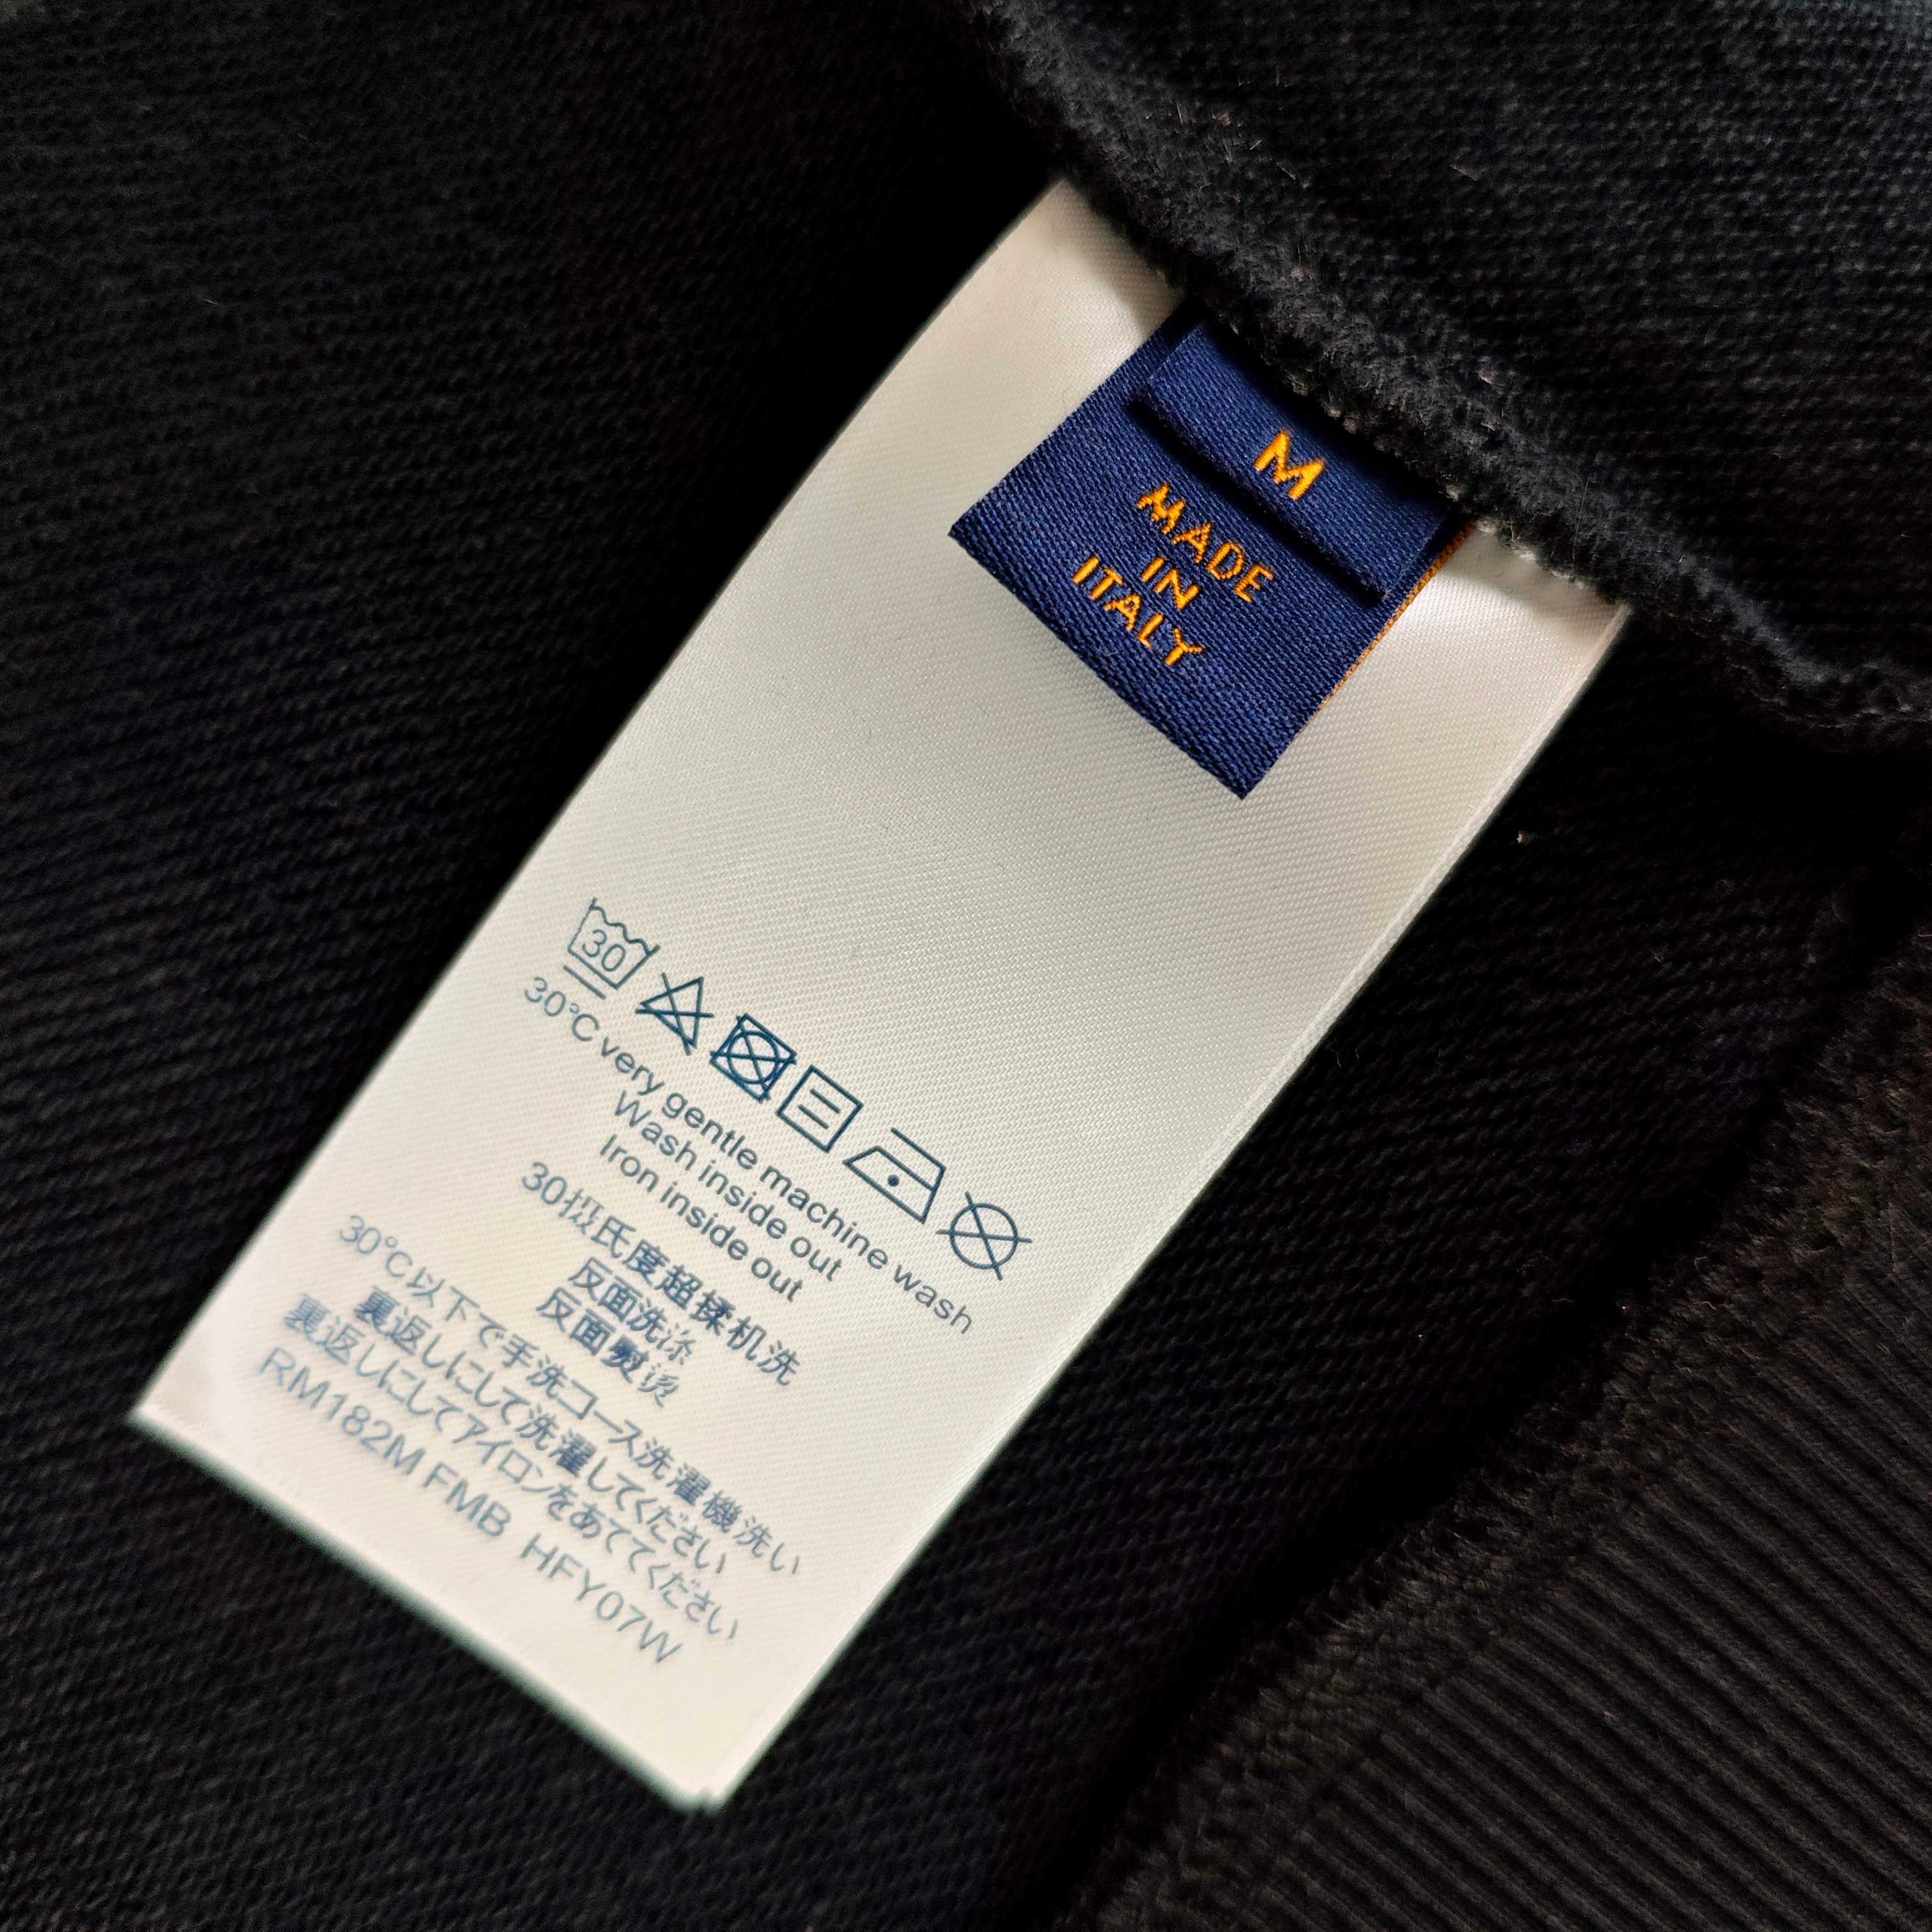 M
MADE
IN
ITALY
30
30°C very gentle machine wash
Wash inside out
Iron inside out
30摄氏度超揉机洗
反面洗涤
反面熨烫
30°C以下で手洗コース洗濯機洗い
裏返しにして洗濯してください
裏返しにしてアイロンをあててください
RM182M FMB HFY07W